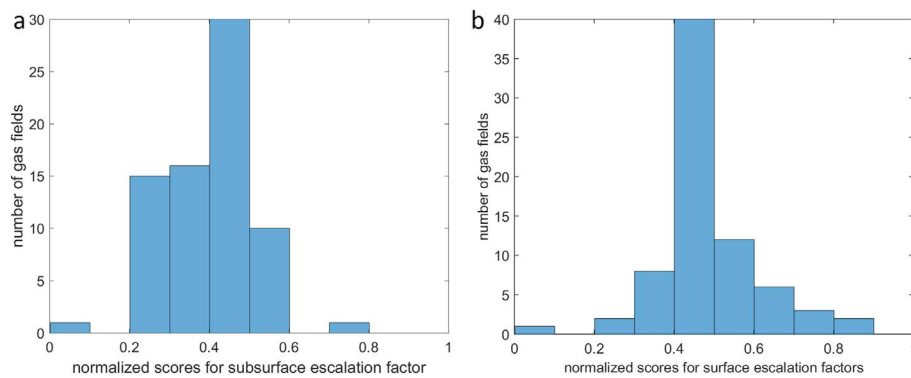 a
30
25
20
15
10
5
0
number of gas fields
0 0.2 0.4 0.6 0.8 1
normalized scores for subsurface escalation factor
b
40
35
30
25
20
15
10
5
0
number of gas fields
0 0.2 0.4 0.6 0.8 1
normalized scores for surface escalation factors